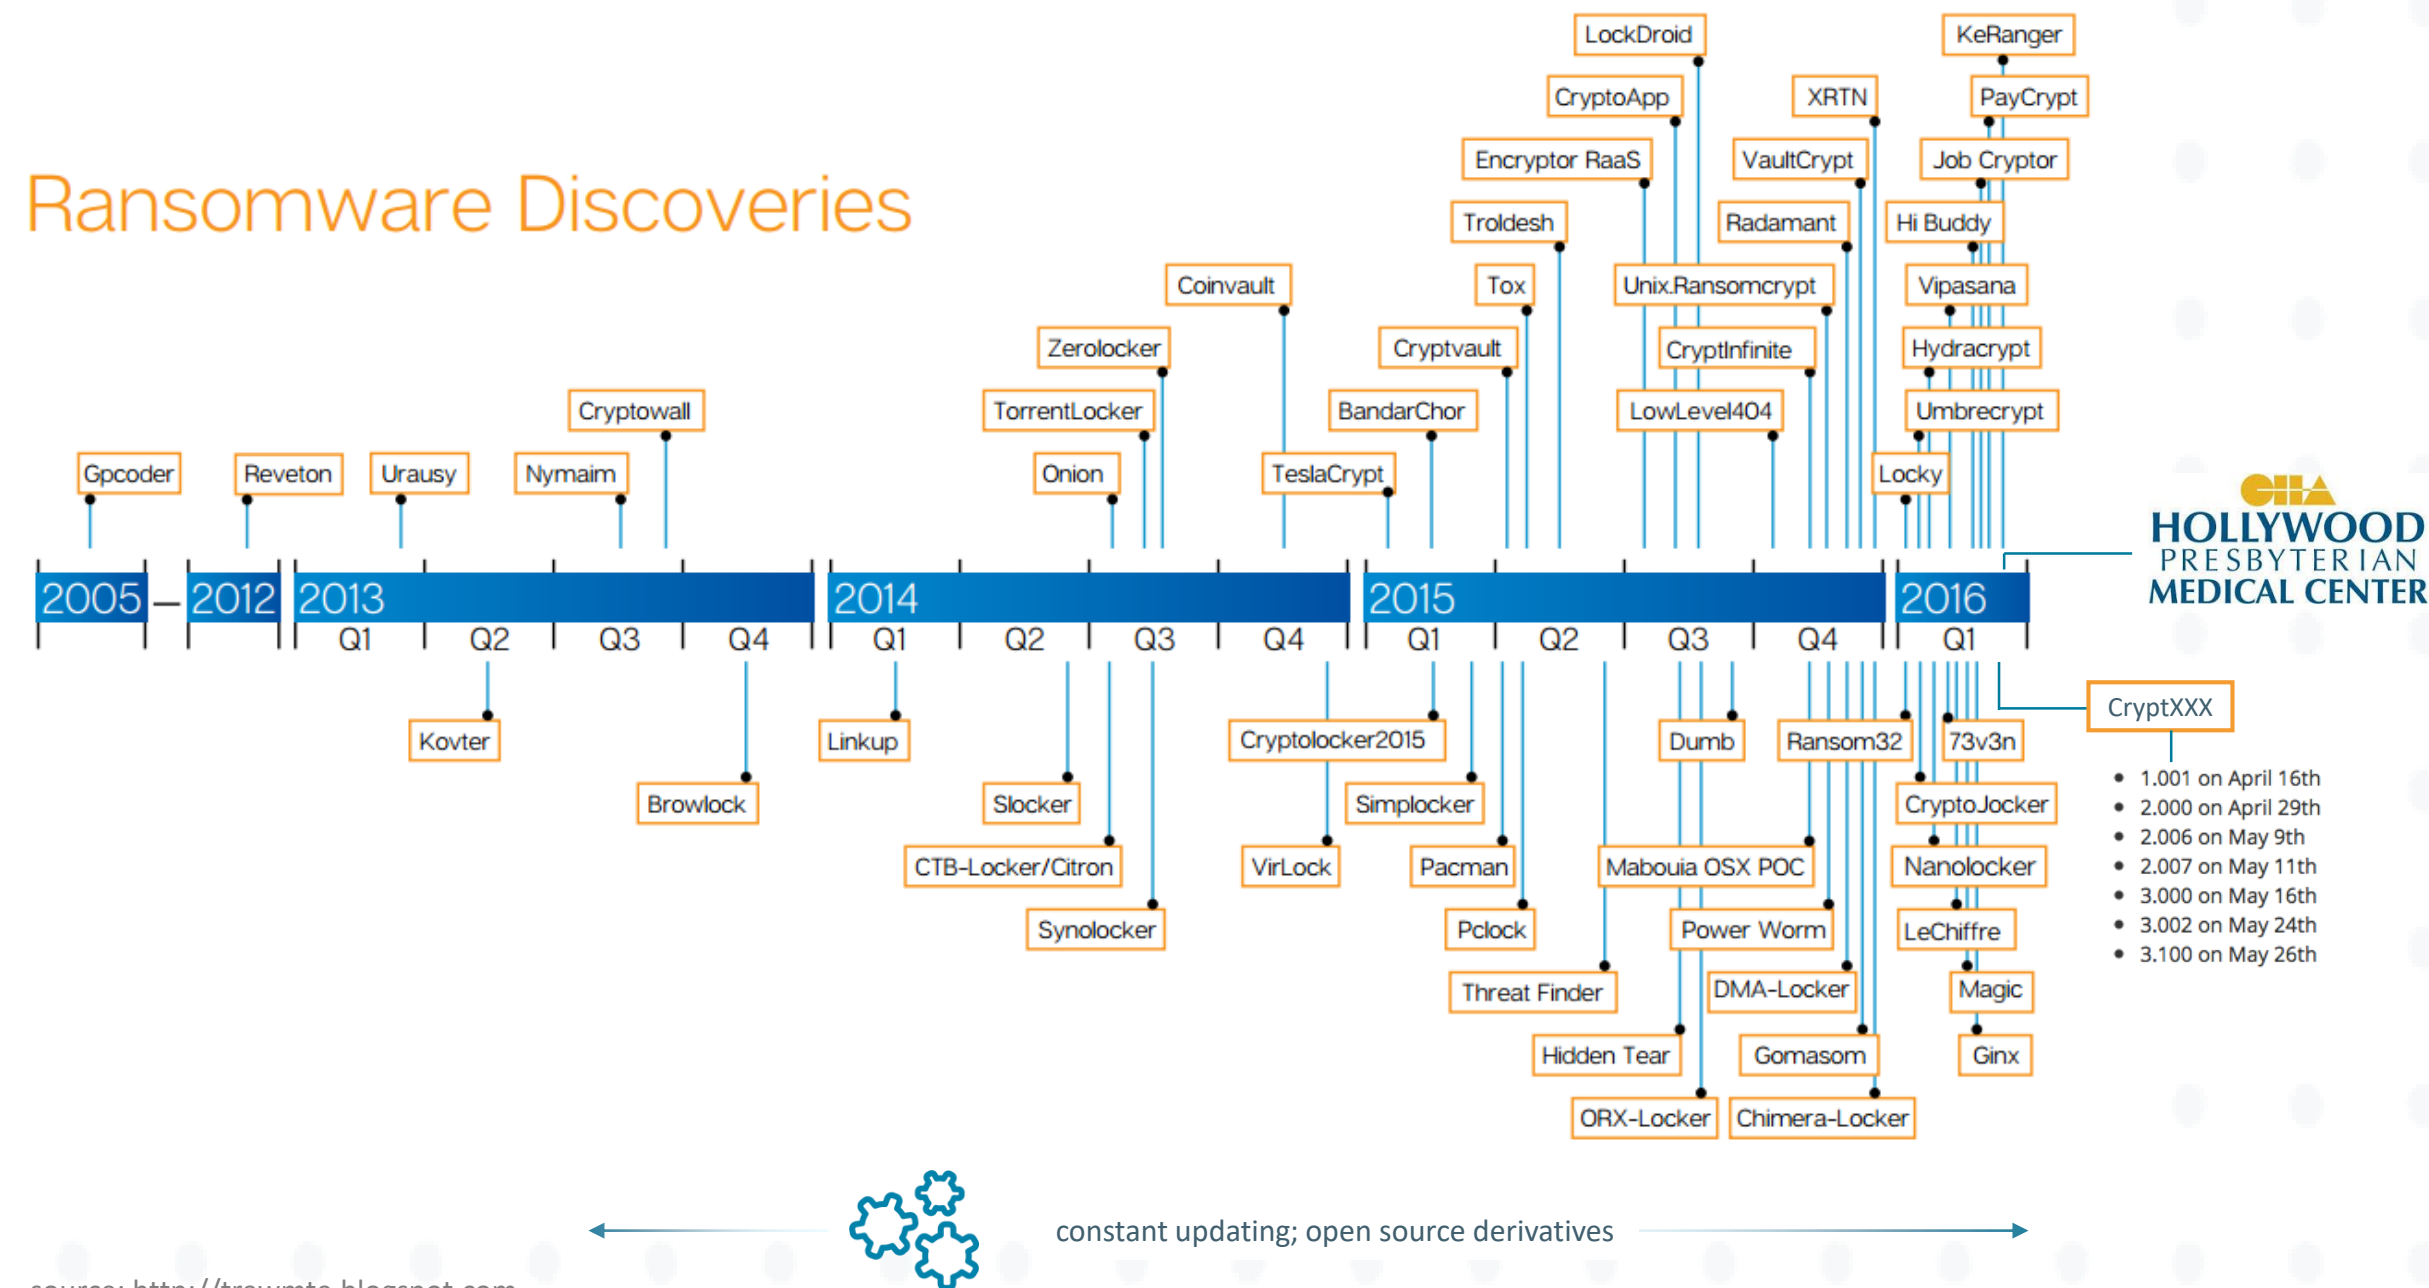 LockDroid
KeRanger
CryptoApp
XRTN
PayCrypt
Encryptor RaaS
VaultCrypt
Job Cryptor
Ransomware Discoveries
Troldesh
Radamant
Hi Buddy
Coinvault
Tox
Unix.Ransomcrypt
Vipasana
Zerolocker
Cryptvault
CryptInfinite
Hydracrypt
Cryptowall
TorrentLocker
BandarChor
LowLevel404
Umbrecrypt
Gpcoder
Reveton
Urausy
Nymaim
Onion
TeslaCrypt
Locky
CHA
HOLLYWOOD
PRESBYTERIAN
MEDICAL CENTER
2005 – 2012 2013 2014 2015 2016
Q1 Q2 Q3 Q4 Q1 Q2 Q3 Q4 Q1 Q2 Q3 Q4 Q1
CryptXXX
Kovter
Linkup
Cryptolocker2015
Dumb
Ransom32
73v3n
Browlock
Slocker
Simplocker
CryptoJocker
CTB-Locker/Citron
VirLock
Pacman
Mabouia OSX POC
Nanolocker
Synolocker
Pclock
Power Worm
LeChiffre
Threat Finder
DMA-Locker
Magic
Hidden Tear
Gomasom
Ginx
ORX-Locker
Chimera-Locker
• 1.001 on April 16th
• 2.000 on April 29th
• 2.006 on May 9th
• 2.007 on May 11th
• 3.000 on May 16th
• 3.002 on May 24th
• 3.100 on May 26th
constant updating; open source derivatives